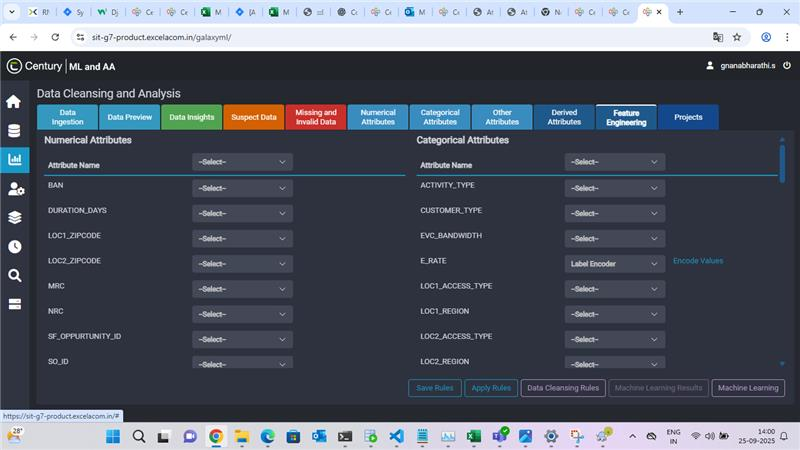 RN
Sy
Dj
Ce
Ce
M
[A
M
Co
Ce
M
Ce
At
Ne
Ce
Ce
At
Ce
sit-g7-product.excelacom.in/galaxyml/
Century | ML and AA
gnanabharathi.s
Data Cleansing and Analysis
Data Ingestion
Data Preview
Data Insights
Suspect Data
Missing and Invalid Data
Numerical Attributes
Categorical Attributes
Other Attributes
Derived Attributes
Feature Engineering
Projects
Numerical Attributes
Attribute Name --Select--
BAN --Select--
DURATION_DAYS --Select--
LOC1_ZIPCODE --Select--
LOC2_ZIPCODE --Select--
MRC --Select--
NRC --Select--
SF_OPPURTUNITY_ID --Select--
SO_ID --Select--
Categorical Attributes
Attribute Name --Select--
ACTIVITY_TYPE --Select--
CUSTOMER_TYPE --Select--
EVC_BANDWIDTH --Select--
E_RATE Label Encoder Encode Values
LOC1_ACCESS_TYPE --Select--
LOC1_REGION --Select--
LOC2_ACCESS_TYPE --Select--
LOC2_REGION --Select--
Save Rules
Apply Rules
Data Cleansing Rules
Machine Learning Results
Machine Learning
https://sit-g7-product.excelacom.in/#
28°
ENG
IN
14:00
25-09-2025